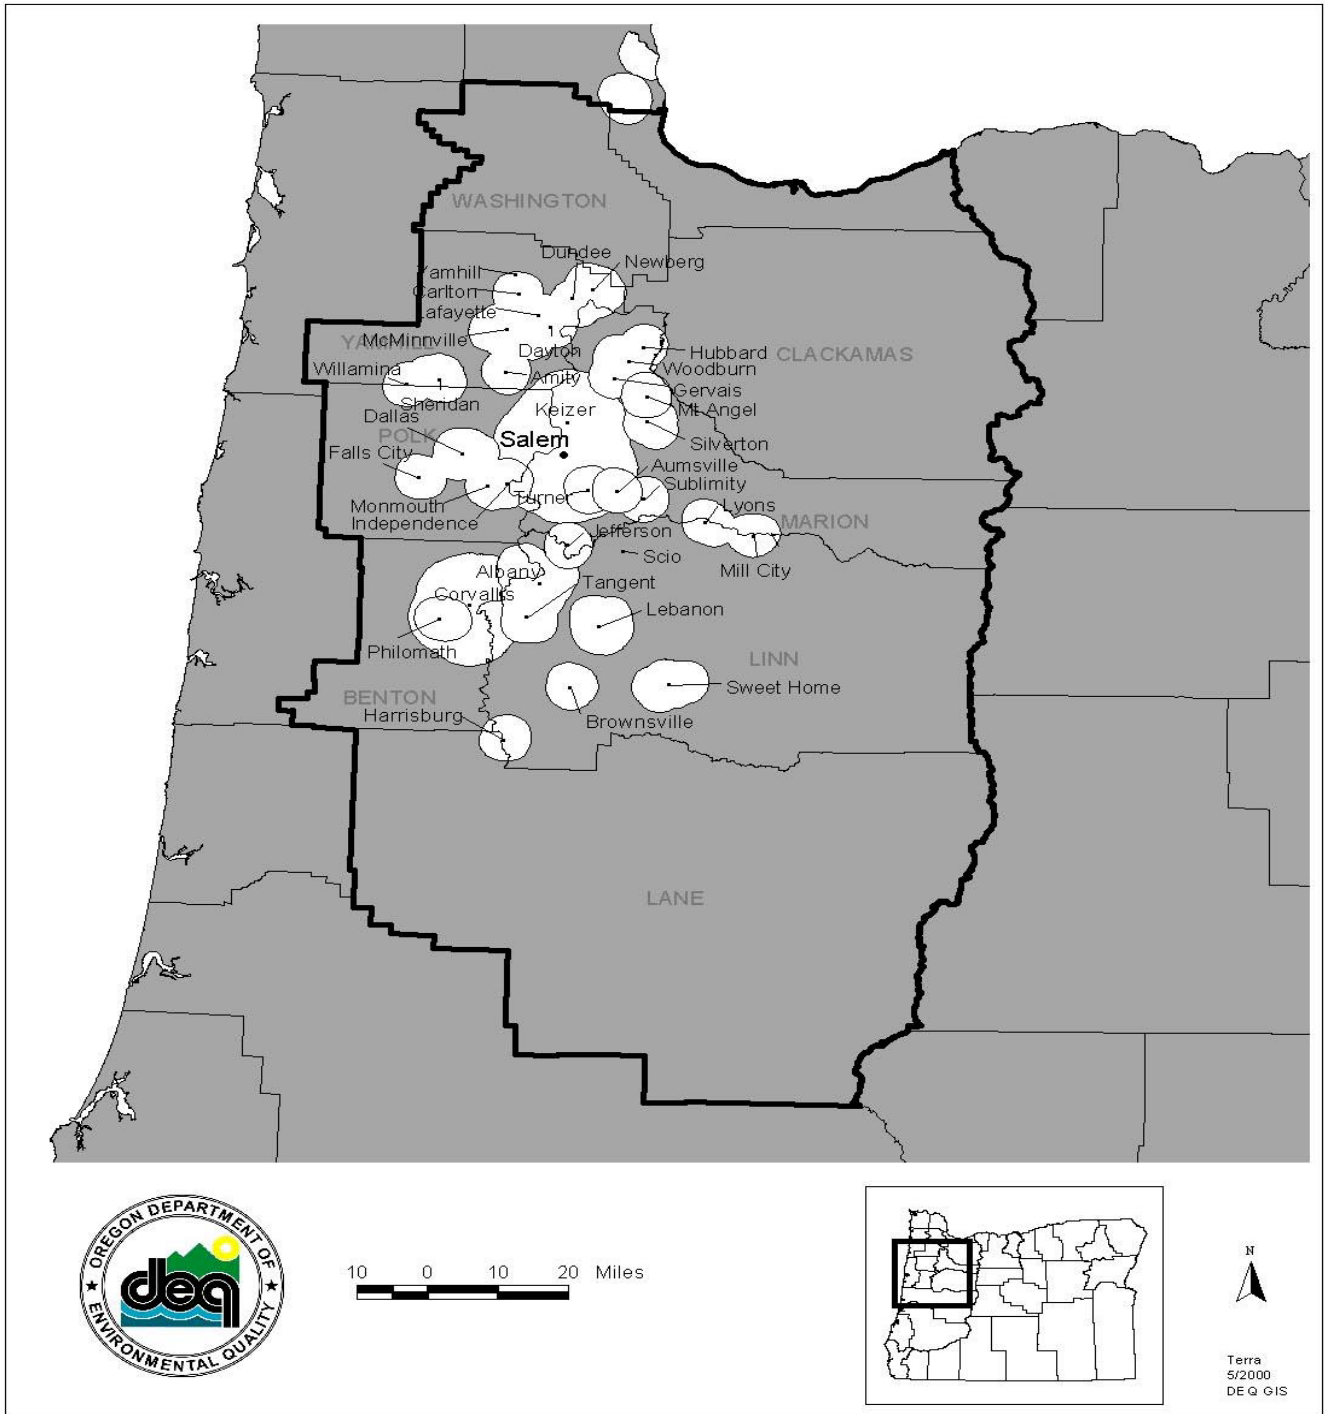 WASHINGTON
Dundee
Newberg
Yamhill
Carlton
Lafayette
McMinnville
YAMHILL
Dayton
Hubbard
CLACKAMAS
Woodburn
Willamina
Amity
Gervais
Sheridan
Mt Angel
Dallas
Keizer
POLK
Salem
Silverton
Falls City
Aumsville
Sublimity
Turner
Monmouth
Lyons
Independence
MARION
Jefferson
Scio
Mill City
Albany
Tangent
Corvallis
Lebanon
Philomath
LINN
Sweet Home
BENTON
Harrisburg
Brownsville
LANE
OREGON DEPARTMENT OF
deq
ENVIRONMENTAL QUALITY
10 0 10 20 Miles
N
Terra
5/2000
DEQ GIS